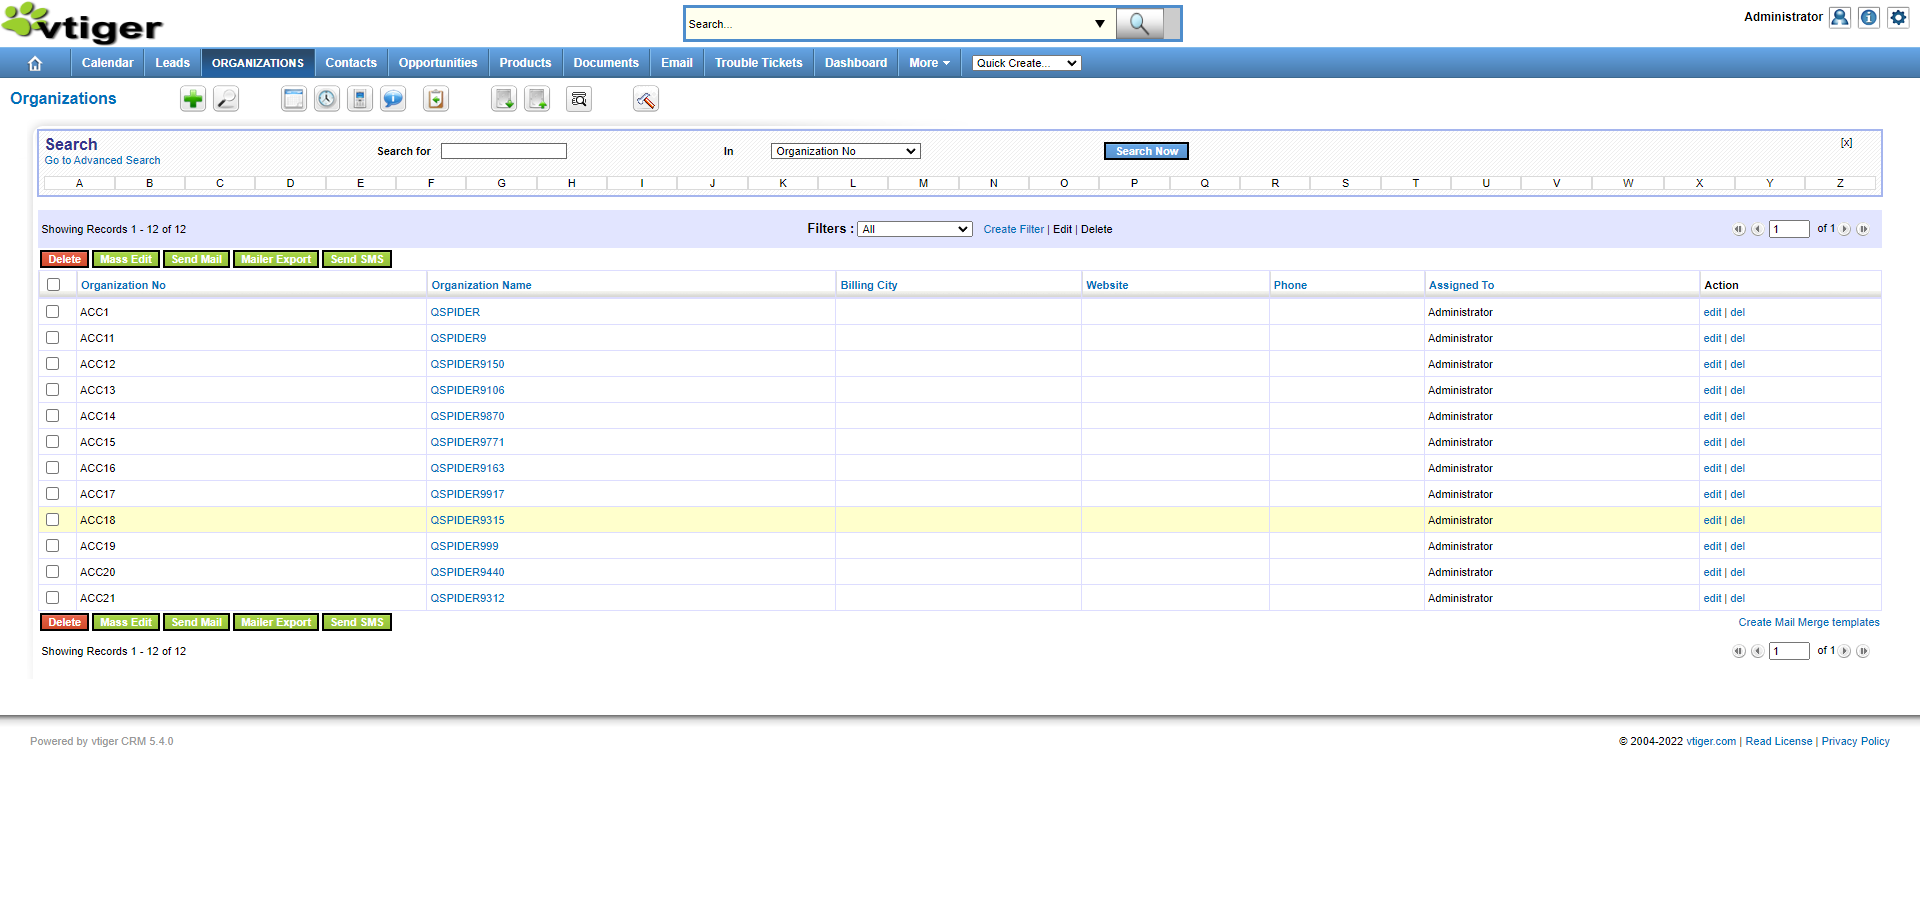 vtiger
Search...
Administrator
Calendar Leads ORGANIZATIONS Contacts Opportunities Products Documents Email Trouble Tickets Dashboard More Quick Create...
Organizations
Search
Go to Advanced Search
Search for In Organization No Search Now [x]
A B C D E F G H I J K L M N O P Q R S T U V W X Y Z
Showing Records 1 - 12 of 12 Filters : All Create Filter | Edit | Delete 1 of 1
Delete Mass Edit Send Mail Mailer Export Send SMS
Organization No Organization Name Billing City Website Phone Assigned To Action
ACC1 QSPIDER Administrator edit | del
ACC11 QSPIDER9 Administrator edit | del
ACC12 QSPIDER9150 Administrator edit | del
ACC13 QSPIDER9106 Administrator edit | del
ACC14 QSPIDER9870 Administrator edit | del
ACC15 QSPIDER9771 Administrator edit | del
ACC16 QSPIDER9163 Administrator edit | del
ACC17 QSPIDER9917 Administrator edit | del
ACC18 QSPIDER9315 Administrator edit | del
ACC19 QSPIDER999 Administrator edit | del
ACC20 QSPIDER9440 Administrator edit | del
ACC21 QSPIDER9312 Administrator edit | del
Delete Mass Edit Send Mail Mailer Export Send SMS Create Mail Merge templates
Showing Records 1 - 12 of 12 1 of 1
Powered by vtiger CRM 5.4.0 © 2004-2022 vtiger.com | Read License | Privacy Policy